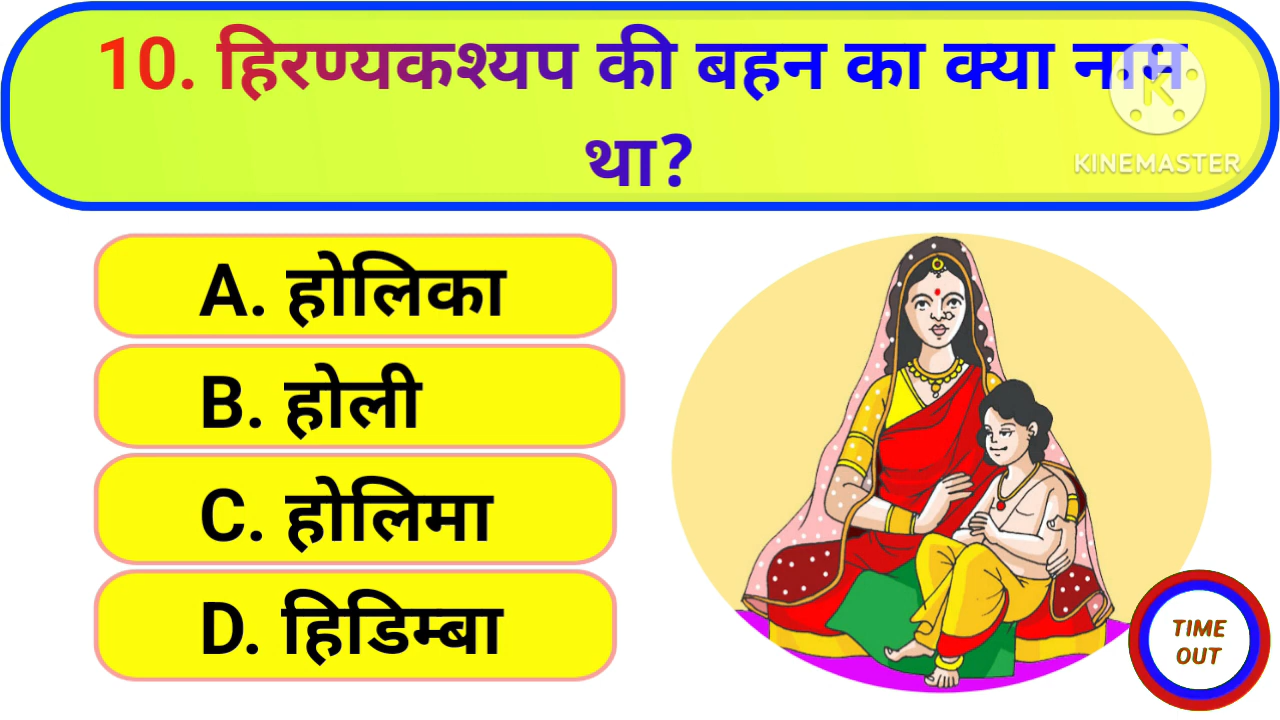 10. हिरण्यकश्यप की बहन का क्या नाम
था?
KINEMASTER
A. होलिका
B. होली
C. होलिमा
D. हिडिम्बा
TIME
OUT